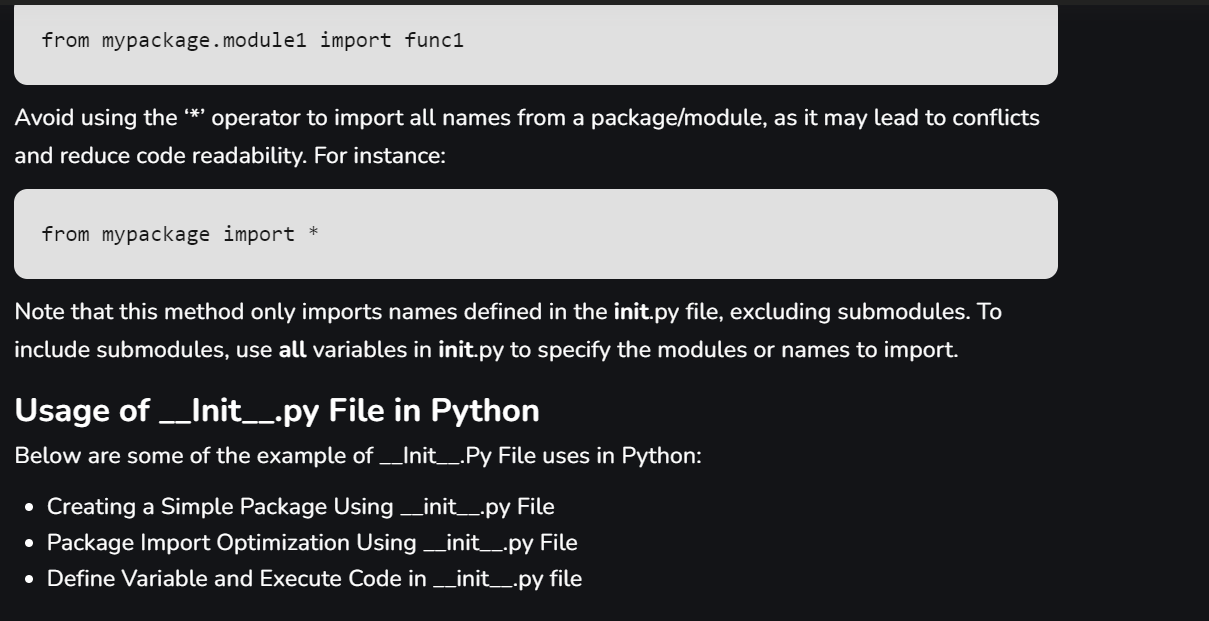 from mypackage.module1 import func1
Avoid using the ‘*’ operator to import all names from a package/module, as it may lead to conflicts
and reduce code readability. For instance:
from mypackage import *
Note that this method only imports names defined in the init.py file, excluding submodules. To
include submodules, use all variables in init.py to specify the modules or names to import.
Usage of __Init__.py File in Python
Below are some of the example of __Init__.Py File uses in Python:
• Creating a Simple Package Using __init__.py File
• Package Import Optimization Using __init__.py File
• Define Variable and Execute Code in __init__.py file